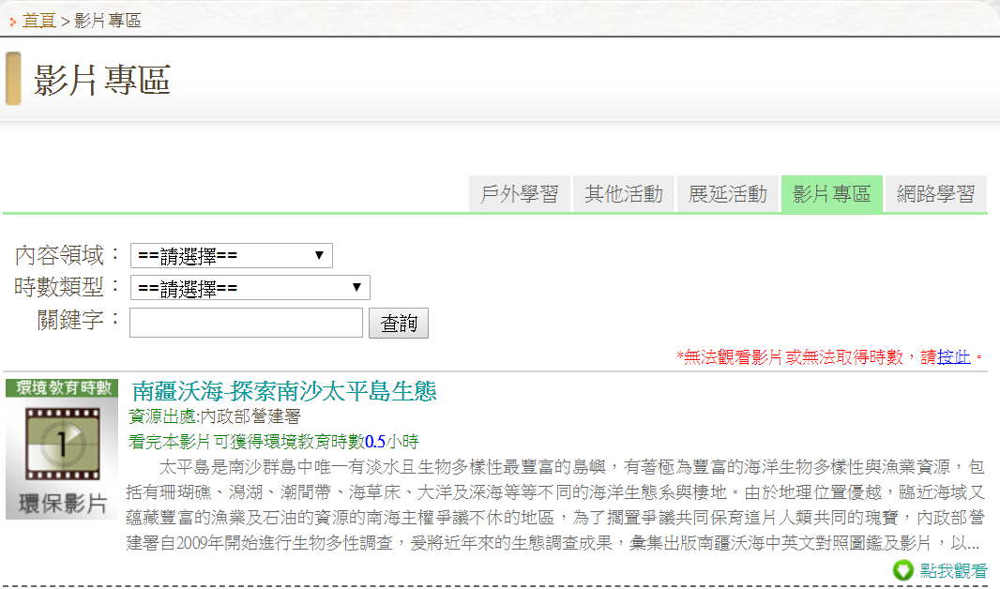 首頁 > 影片專區
影片專區
戶外學習 其他活動 展延活動 影片專區 網路學習
內容領域： ==請選擇==
時數類型： ==請選擇==
關鍵字： 查詢
*無法觀看影片或無法取得時數，請按此。
環境教育時數
1
環保影片
南疆沃海-探索南沙太平島生態
資源出處:內政部營建署
看完本影片可獲得環境教育時數0.5小時
太平島是南沙群島中唯一有淡水且生物多樣性最豐富的島嶼，有著極為豐富的海洋生物多樣性與漁業資源，包
括有珊瑚礁、潟湖、潮間帶、海草床、大洋及深海等等不同的海洋生態系與棲地。由於地理位置優越，臨近海域又
蘊藏豐富的漁業及石油的資源的南海主權爭議不休的地區，為了擱置爭議共同保育這片人類共同的瑰寶，內政部營
建署自2009年開始進行生物多性調查，爰將近年來的生態調查成果，彙集出版南疆沃海中英文對照圖鑑及影片，以...
點我觀看